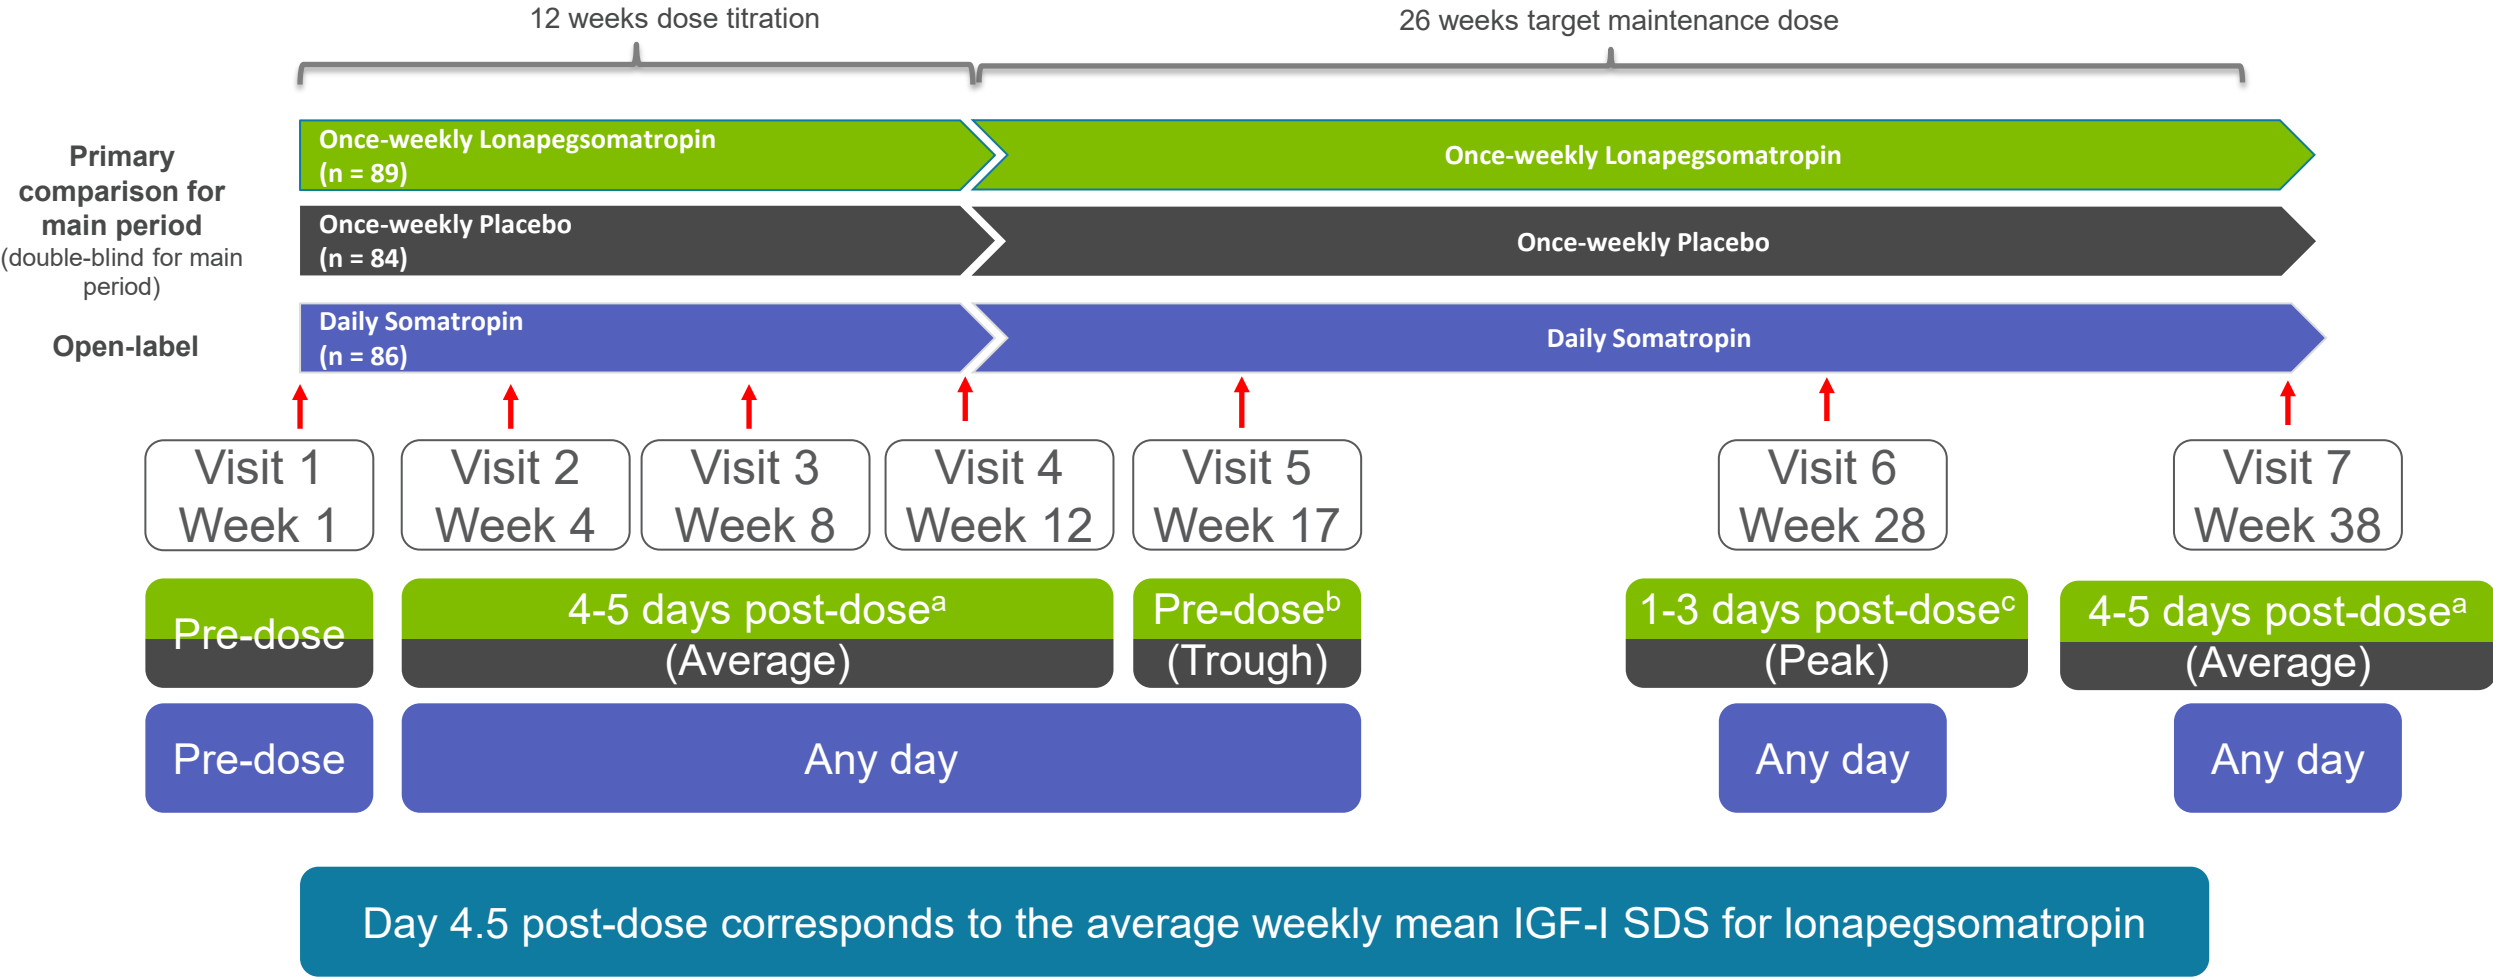 12 weeks dose titration
26 weeks target maintenance dose
Primary
comparison for
main period
(double-blind for main
period)
Once-weekly Lonapegsomatropin
(n = 89)
Once-weekly Lonapegsomatropin
Once-weekly Placebo
(n = 84)
Once-weekly Placebo
Open-label
Daily Somatropin
(n = 86)
Daily Somatropin
Visit 1
Week 1
Visit 2
Week 4
Visit 3
Week 8
Visit 4
Week 12
Visit 5
Week 17
Visit 6
Week 28
Visit 7
Week 38
Pre-dose
4-5 days post-doseᵃ
(Average)
Pre-doseᵇ
(Trough)
1-3 days post-doseᶜ
(Peak)
4-5 days post-doseᵃ
(Average)
Pre-dose
Any day
Any day
Any day
Day 4.5 post-dose corresponds to the average weekly mean IGF-I SDS for lonapegsomatropin